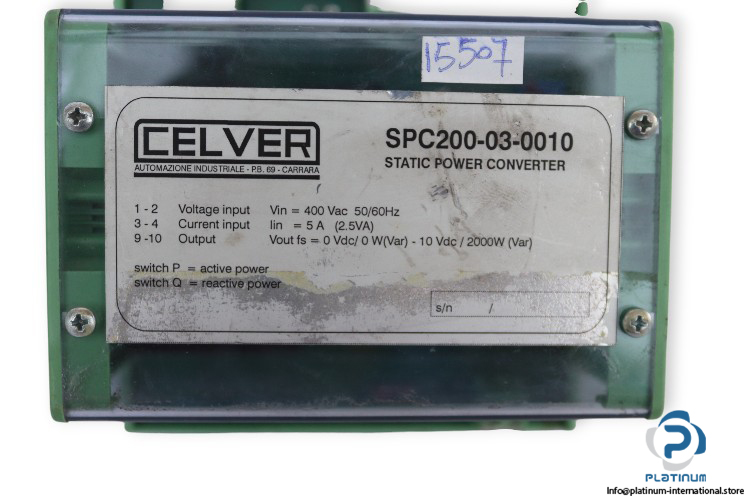 15507
CELVER
AUTOMAZIONE INDUSTRIALE - P.B. 69 - CARRARA
SPC200-03-0010
STATIC POWER CONVERTER
1 - 2 Voltage input Vin = 400 Vac 50/60Hz
3 - 4 Current input Iin = 5 A (2.5VA)
9 -10 Output Vout fs = 0 Vdc/ 0 W(Var) - 10 Vdc / 2000W (Var)
switch P = active power
switch Q = reactive power
s/n /
PLATINUM
Info@platinum-international.store